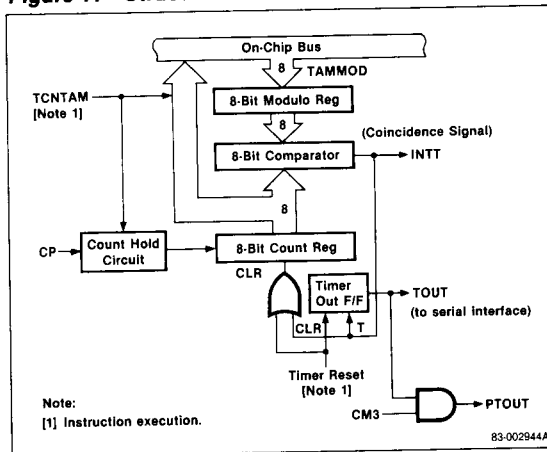 On-Chip Bus
8
TAMMOD
TCNTAM
[Note 1]
8-Bit Modulo Reg
8
(Coincidence Signal)
8-Bit Comparator
INTT
8
CP
Count Hold
Circuit
8-Bit Count Reg
CLR
Timer
Out F/F
TOUT
(to serial interface)
CLR
T
Timer Reset
[Note 1]
CM3
PTOUT
Note:
[1] Instruction execution.
83-002944A